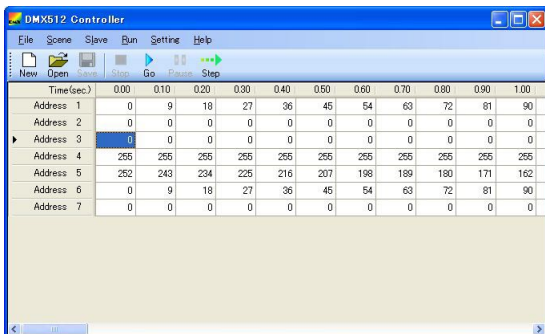 DMX512 Controller
File Scene Slave Run Setting Help
New Open Save Stop Go Pause Step
Time(sec.) 0.00 0.10 0.20 0.30 0.40 0.50 0.60 0.70 0.80 0.90 1.00
Address 1 0 9 18 27 36 45 54 63 72 81 90
Address 2 0 0 0 0 0 0 0 0 0 0 0
Address 3 0 0 0 0 0 0 0 0 0 0 0
Address 4 255 255 255 255 255 255 255 255 255 255 255
Address 5 252 243 234 225 216 207 198 189 180 171 162
Address 6 0 9 18 27 36 45 54 63 72 81 90
Address 7 0 0 0 0 0 0 0 0 0 0 0